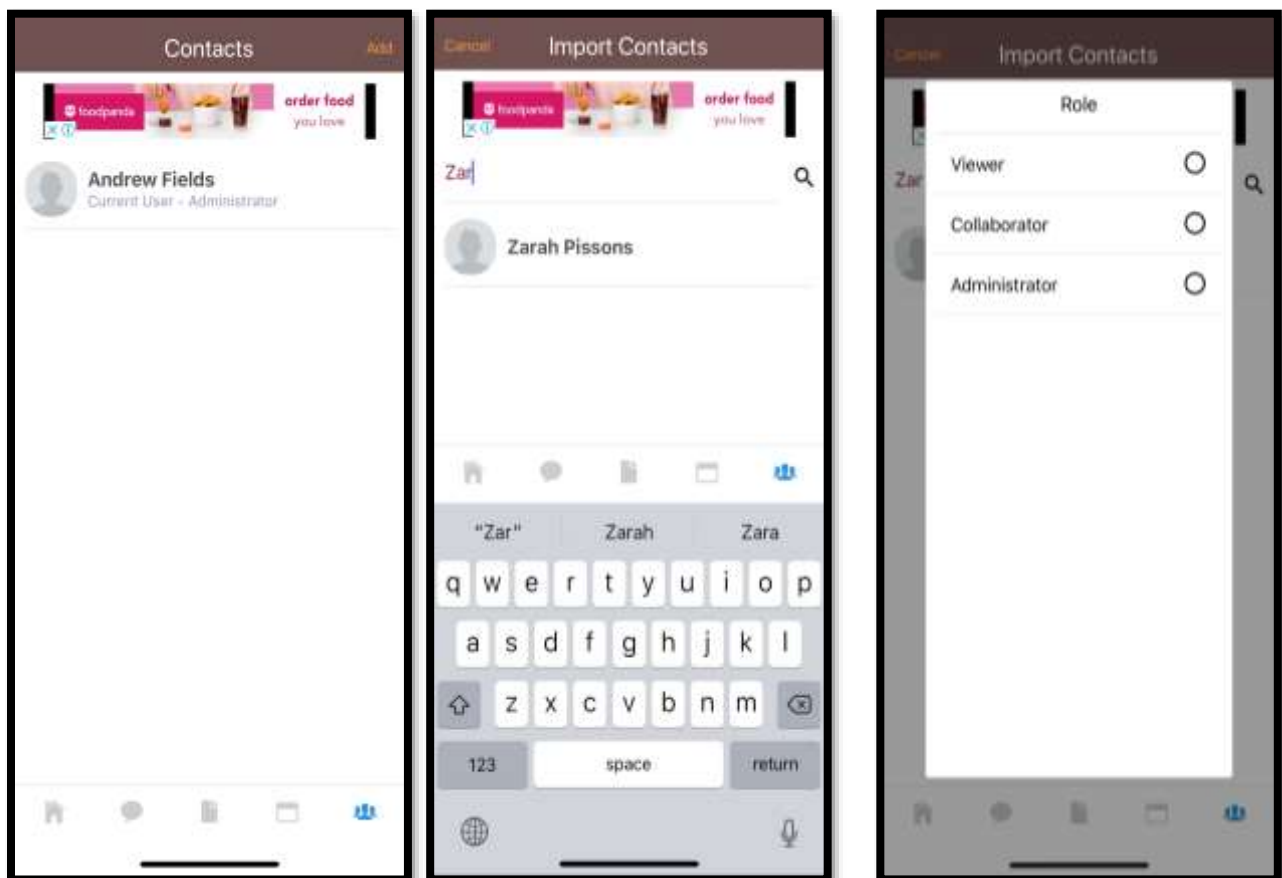 Contacts
Add
foodpanda
order food
you love
Andrew Fields
Current User - Administrator
Cancel
Import Contacts
foodpanda
order food
you love
Zar
Zarah Pissons
"Zar"
Zarah
Zara
q w e r t y u i o p
a s d f g h j k l
z x c v b n m
123
space
return
Cancel
Import Contacts
Role
Zar
Viewer
Collaborator
Administrator